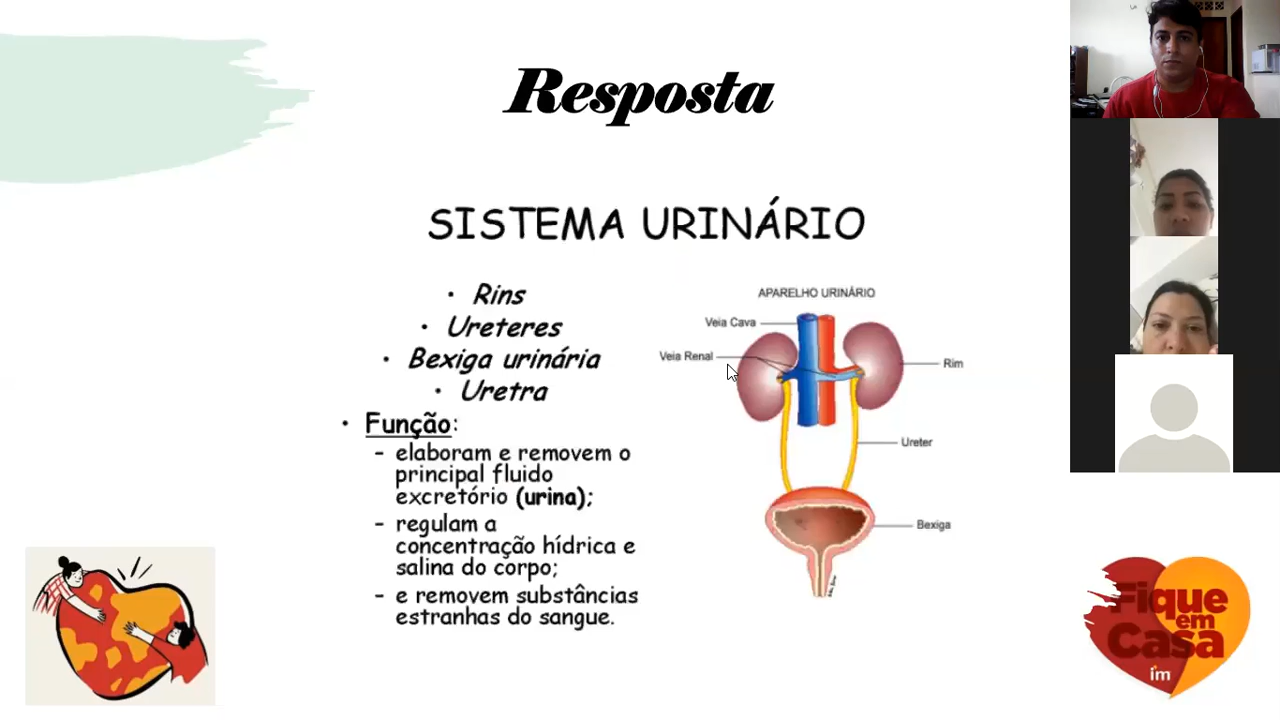 Resposta
SISTEMA URINÁRIO
• Rins
• Ureteres
• Bexiga urinária
• Uretra
• Função:
– elaboram e removem o
principal fluido
excretório (urina);
– regulam a
concentração hídrica e
salina do corpo;
– e removem substâncias
estranhas do sangue.
APARELHO URINÁRIO
Veia Cava
Veia Renal
Rim
Ureter
Bexiga
Fique
em
Casa
im